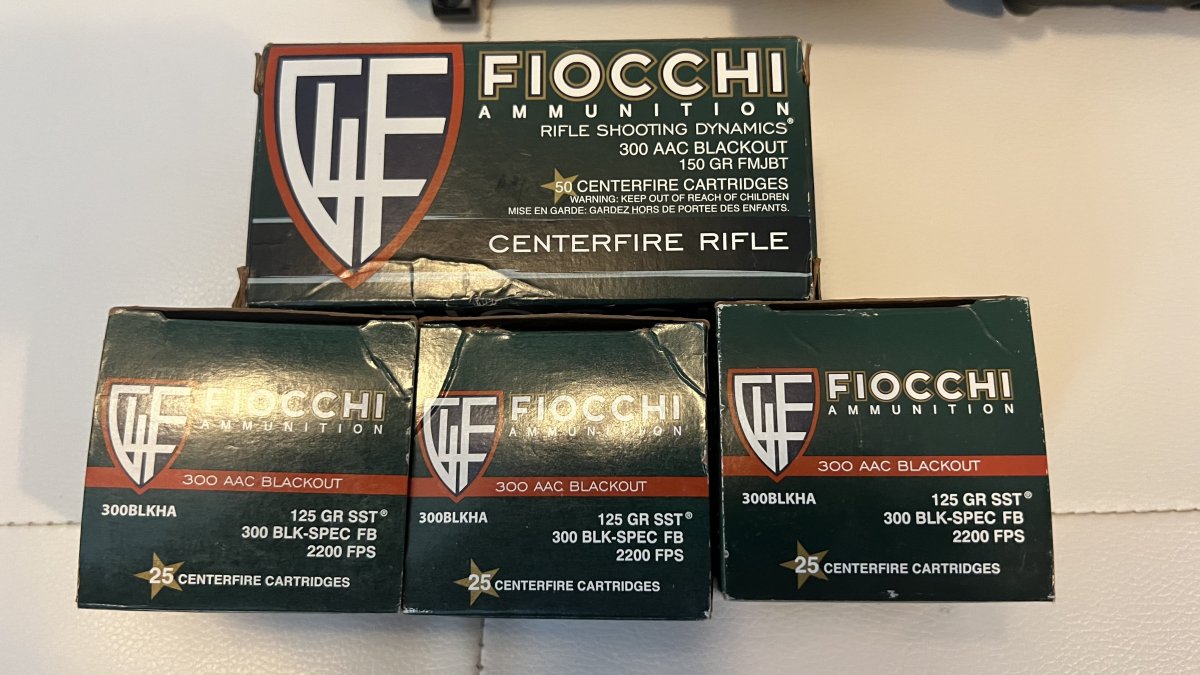 FIOCCHI
AMMUNITION
RIFLE SHOOTING DYNAMICS®
300 AAC BLACKOUT
150 GR FMJBT
50 CENTERFIRE CARTRIDGES
WARNING: KEEP OUT OF REACH OF CHILDREN
MISE EN GARDE: GARDEZ HORS DE PORTEE DES ENFANTS.
CENTERFIRE RIFLE
FIOCCHI
AMMUNITION
300 AAC BLACKOUT
300BLKHA
125 GR SST®
300 BLK-SPEC FB
2200 FPS
25 CENTERFIRE CARTRIDGES
FIOCCHI
AMMUNITION
300 AAC BLACKOUT
300BLKHA
125 GR SST®
300 BLK-SPEC FB
2200 FPS
25 CENTERFIRE CARTRIDGES
FIOCCHI
AMMUNITION
300 AAC BLACKOUT
300BLKHA
125 GR SST®
300 BLK-SPEC FB
2200 FPS
25 CENTERFIRE CARTRIDGES